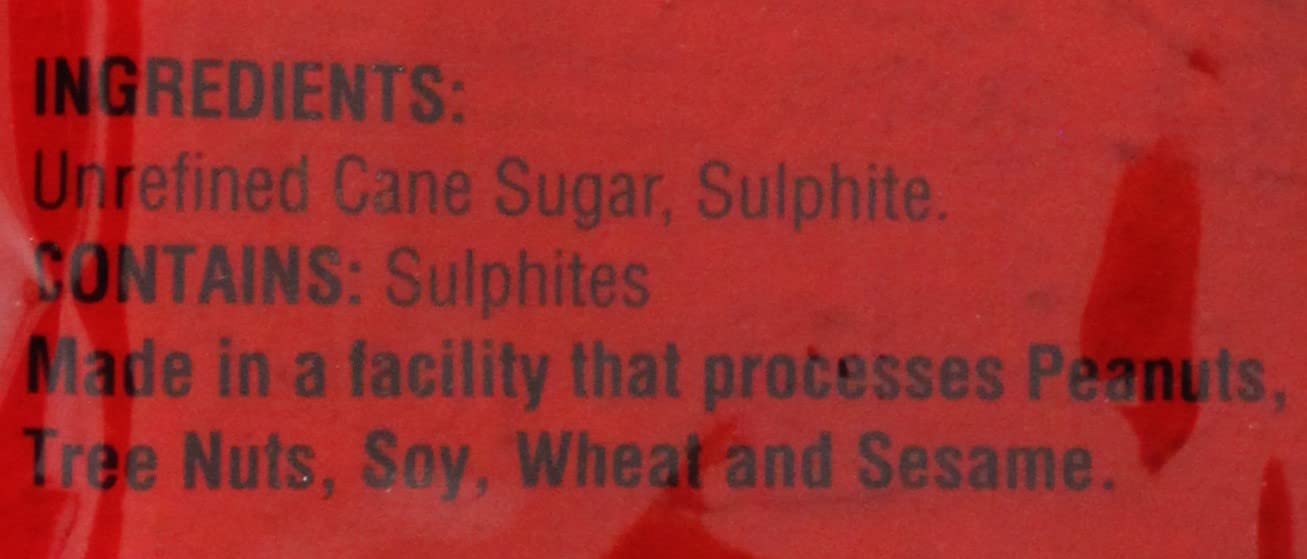 INGREDIENTS:
Unrefined Cane Sugar, Sulphite.
CONTAINS: Sulphites
Made in a facility that processes Peanuts,
Tree Nuts, Soy, Wheat and Sesame.